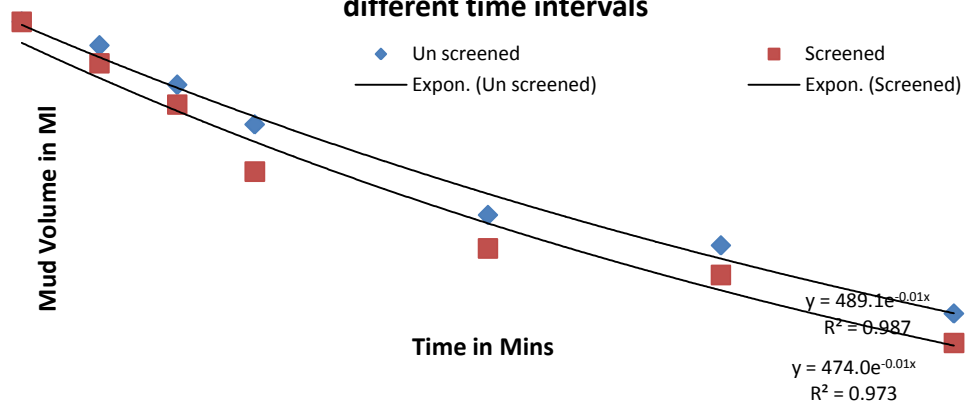 different time intervals
Un screened
Screened
Expon. (Un screened)
Expon. (Screened)
Mud Volume in Ml
Time in Mins
y = 489.1e^-0.01x
R² = 0.987
y = 474.0e^-0.01x
R² = 0.973